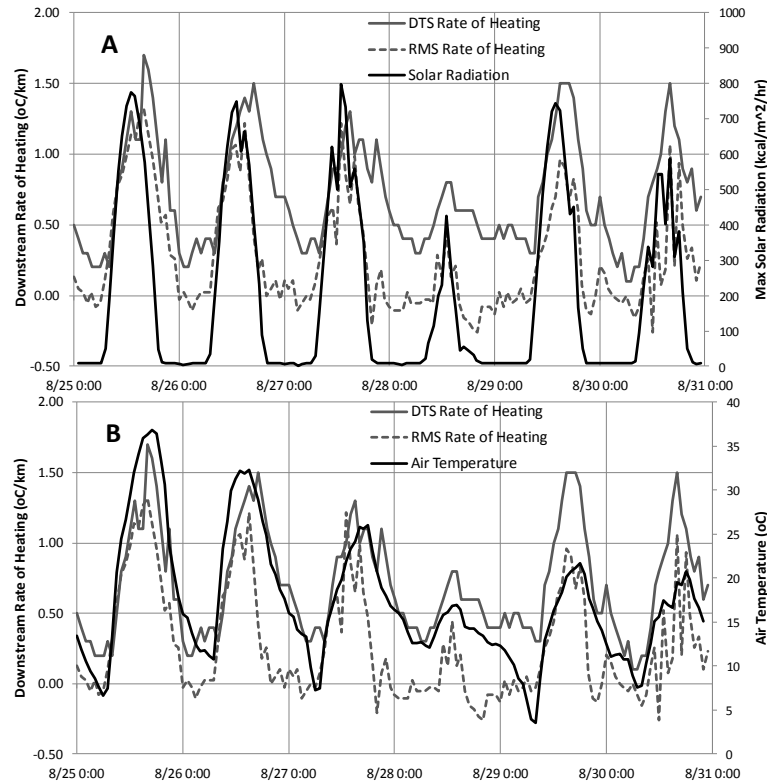 2.00
1.50
1.00
0.50
0.00
-0.50
Downstream Rate of Heating (oC/km)
A
DTS Rate of Heating
RMS Rate of Heating
Solar Radiation
1000
900
800
700
600
500
400
300
200
100
0
Max Solar Radiation (kcal/m^2/hr)
8/25 0:00 8/26 0:00 8/27 0:00 8/28 0:00 8/29 0:00 8/30 0:00 8/31 0:00
2.00
1.50
1.00
0.50
0.00
-0.50
Downstream Rate of Heating (oC/km)
B
DTS Rate of Heating
RMS Rate of Heating
Air Temperature
40
35
30
25
20
15
10
5
0
Air Temperature (oC)
8/25 0:00 8/26 0:00 8/27 0:00 8/28 0:00 8/29 0:00 8/30 0:00 8/31 0:00